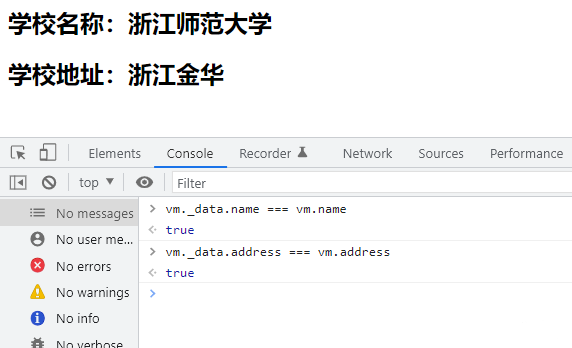 学校名称：浙江师范大学
学校地址：浙江金华
Elements Console Recorder Network Sources Performance
top Filter
No messages
No user me...
No errors
No warnings
No info
No verbose
vm._data.name === vm.name
true
vm._data.address === vm.address
true